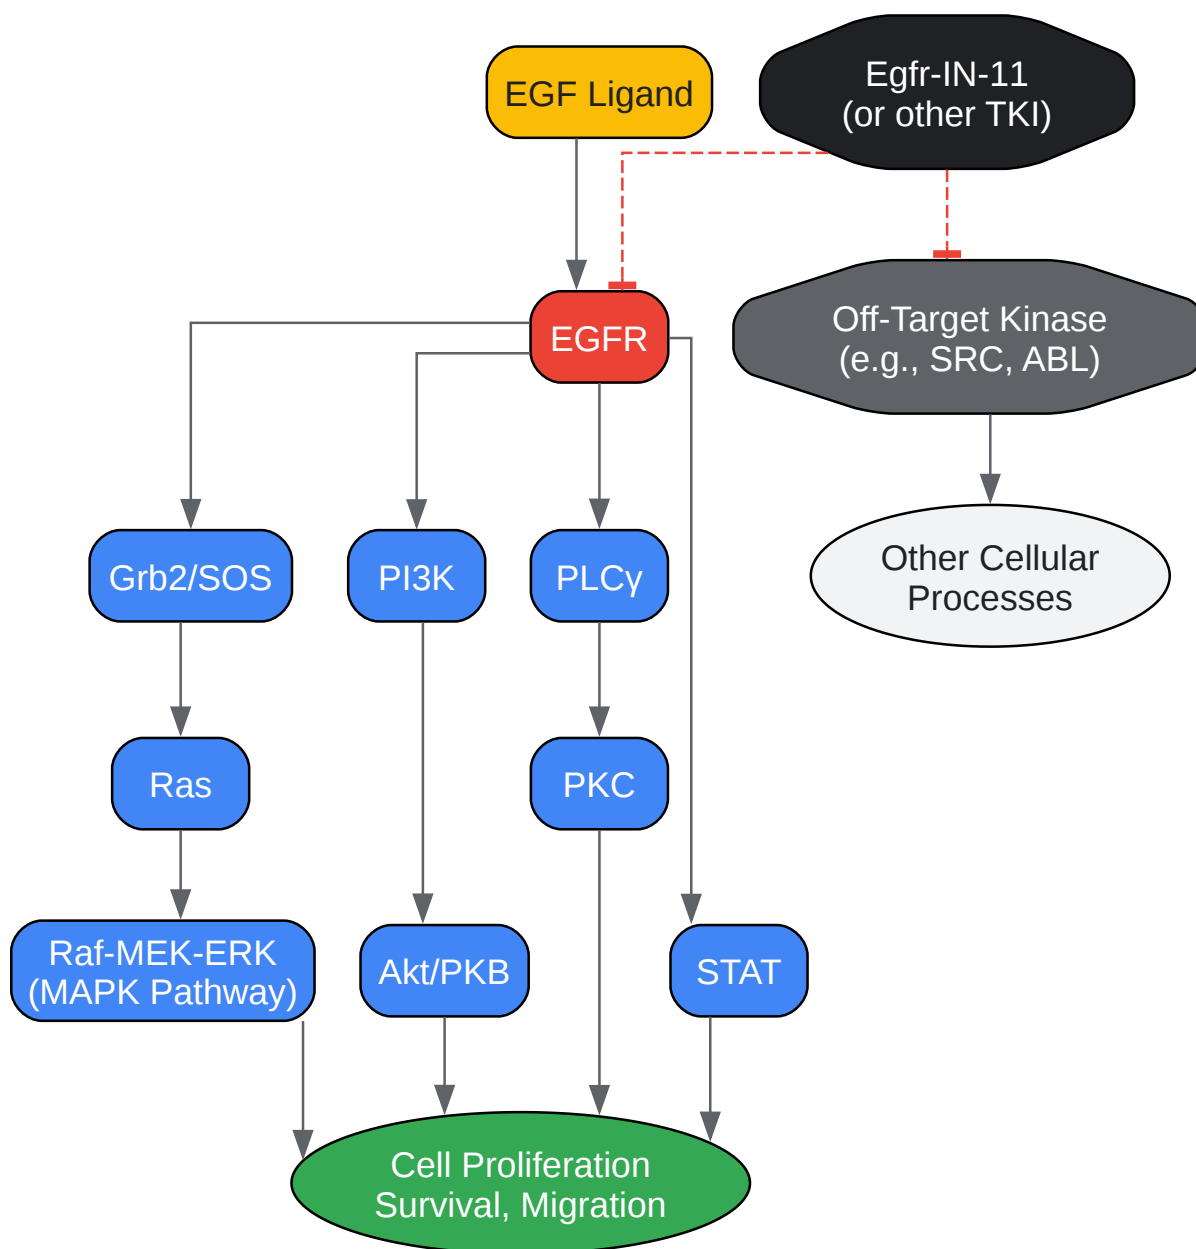 EGF Ligand
Egfr-IN-11
(or other TKI)
EGFR
Off-Target Kinase
(e.g., SRC, ABL)
Grb2/SOS
PI3K
PLCγ
Other Cellular
Processes
Ras
PKC
Raf-MEK-ERK
(MAPK Pathway)
Akt/PKB
STAT
Cell Proliferation
Survival, Migration